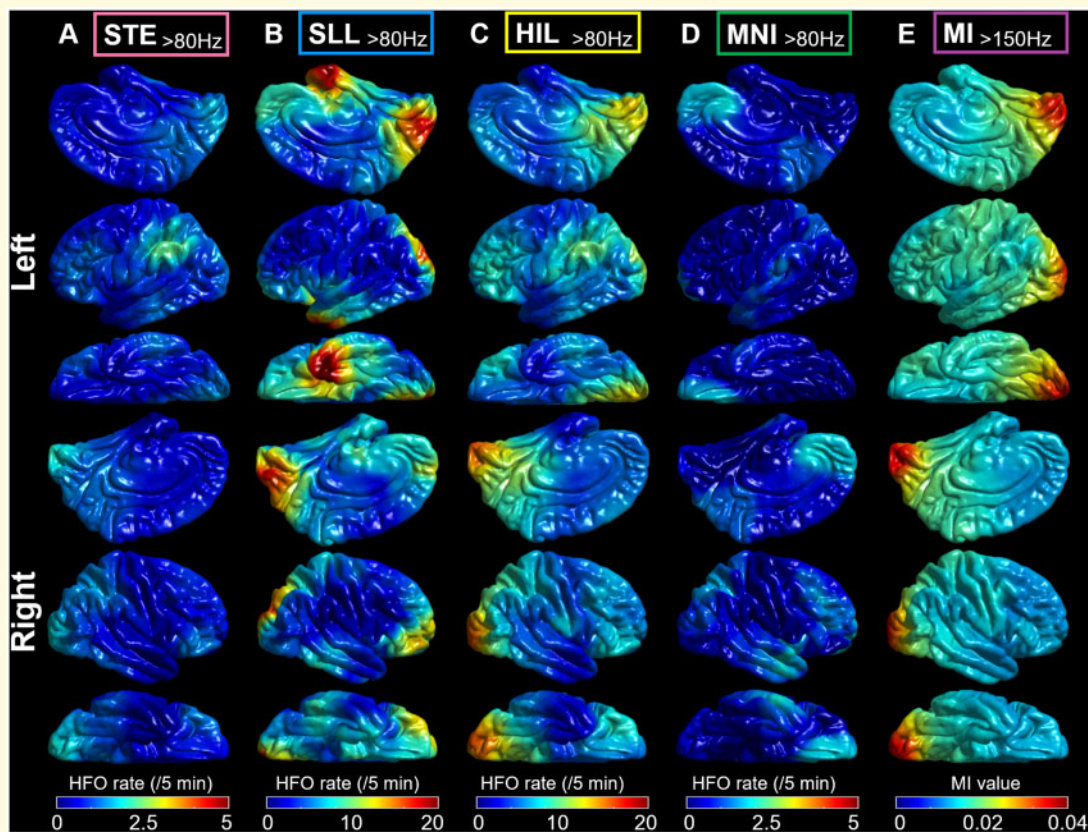 A STE >80Hz B SLL >80Hz C HIL >80Hz D MNI >80Hz E MI >150Hz
Left
Right
HFO rate (/5 min) HFO rate (/5 min) HFO rate (/5 min) HFO rate (/5 min) MI value
0 2.5 5 0 10 20 0 10 20 0 2.5 5 0 0.02 0.04